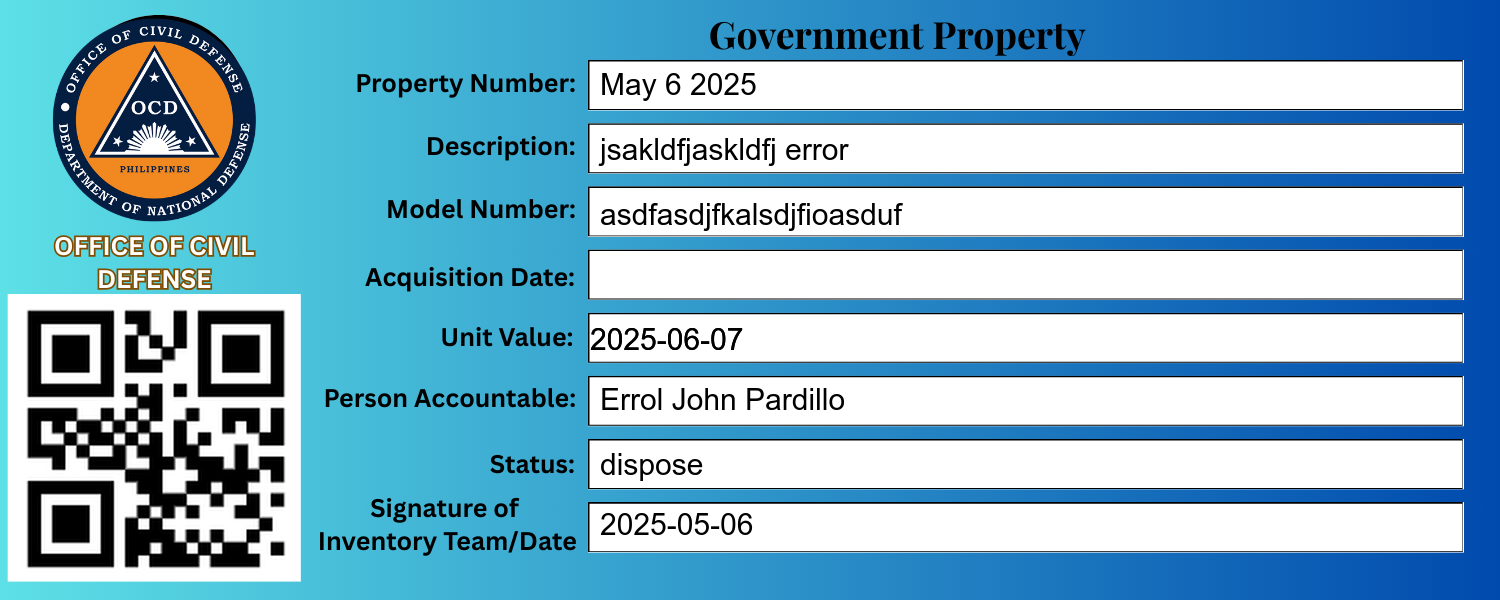 OFFICE OF CIVIL DEFENSE
OCD
PHILIPPINES
DEPARTMENT OF NATIONAL DEFENSE
OFFICE OF CIVIL
DEFENSE
Government Property
Property Number: May 6 2025
Description: jsakldfjaskldfj error
Model Number: asdfasdjfkalsdjfioasduf
Acquisition Date:
Unit Value: 2025-06-07
Person Accountable: Errol John Pardillo
Status: dispose
Signature of
Inventory Team/Date 2025-05-06